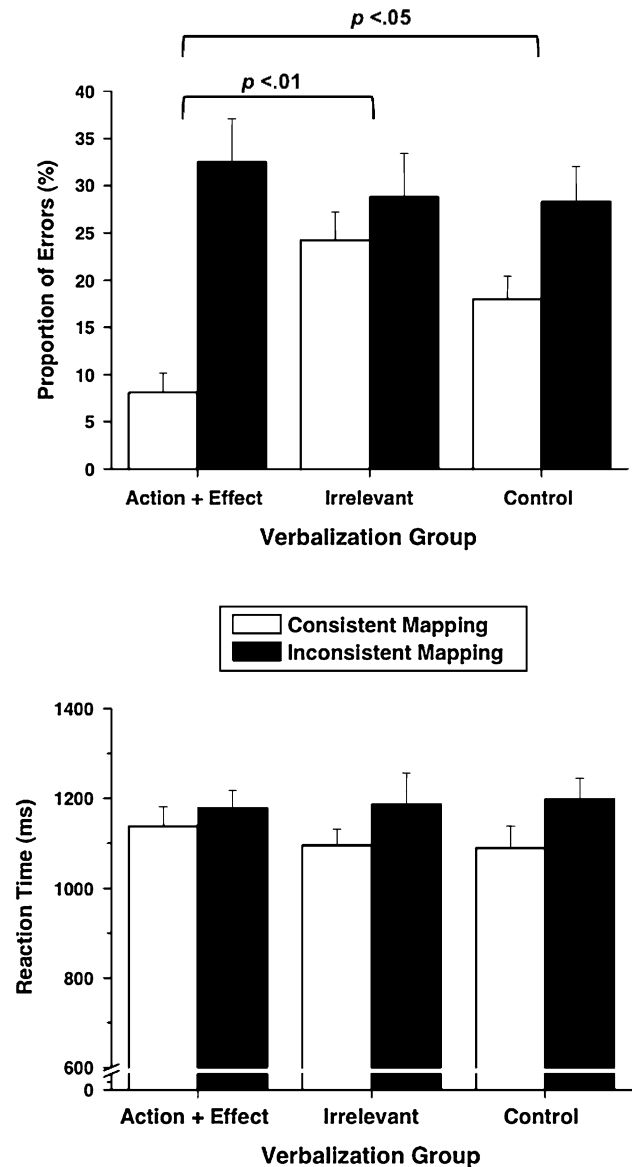 p <.05
p <.01
40
35
30
25
20
15
10
5
0
Proportion of Errors (%)
Action + Effect Irrelevant Control
Verbalization Group
Consistent Mapping
Inconsistent Mapping
1400
1200
1000
800
600
0
Reaction Time (ms)
Action + Effect Irrelevant Control
Verbalization Group